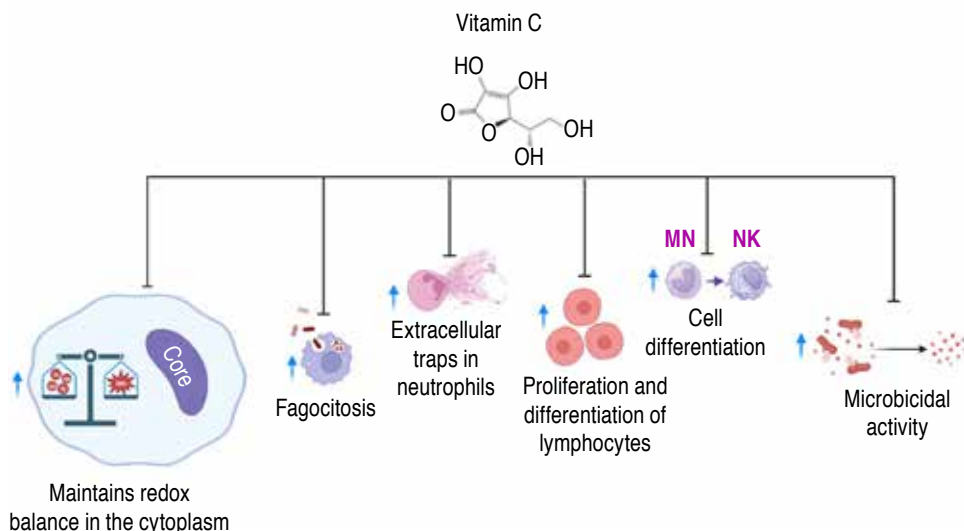 Vitamin C
HO
OH
O
O
OH
OH
MN NK
Core
Fagocitosis
Extracellular
traps in
neutrophils
Proliferation and
differentiation of
lymphocytes
Cell
differentiation
Microbicidal
activity
Maintains redox
balance in the cytoplasm